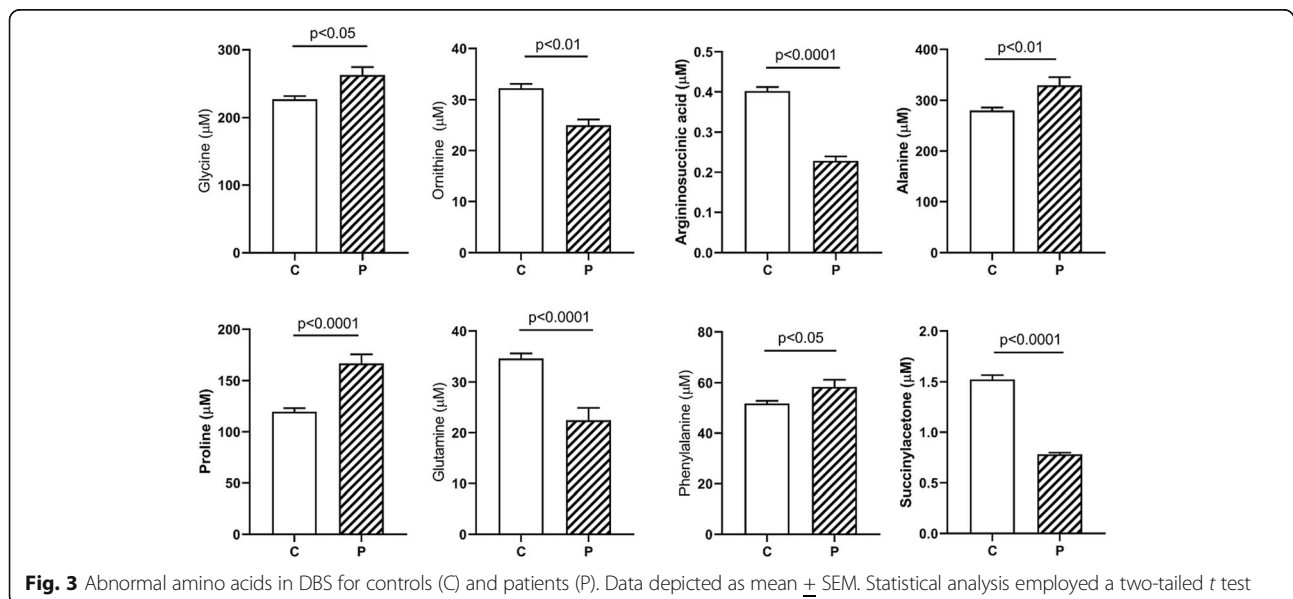 p<0.05
Glycine (μM)
300
200
100
0
C P
p<0.01
Ornithine (μM)
40
30
20
10
0
C P
p<0.0001
Argininosuccinic acid (μM)
0.5
0.4
0.3
0.2
0.1
0.0
C P
p<0.01
Alanine (μM)
400
300
200
100
0
C P
p<0.0001
Proline (μM)
200
150
100
50
0
C P
p<0.0001
Glutamine (μM)
40
30
20
10
0
C P
p<0.05
Phenylalanine (μM)
80
60
40
20
0
C P
p<0.0001
Succinylacetone (μM)
2.0
1.5
1.0
0.5
0.0
C P
Fig. 3 Abnormal amino acids in DBS for controls (C) and patients (P). Data depicted as mean ± SEM. Statistical analysis employed a two-tailed t test